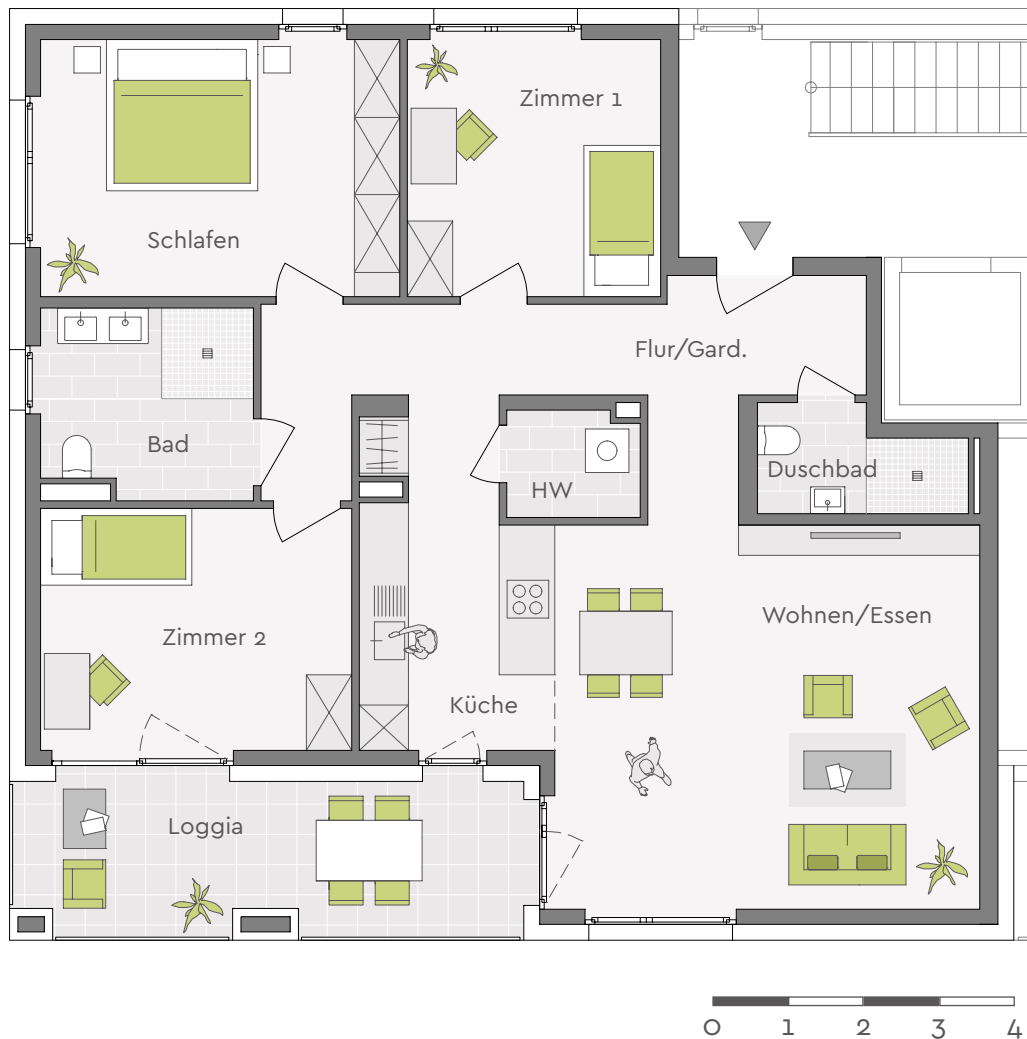 Zimmer 1
Schlafen
Flur/Gard.
Bad
Duschbad
HW
Wohnen/Essen
Zimmer 2
Küche
Loggia
0 1 2 3 4